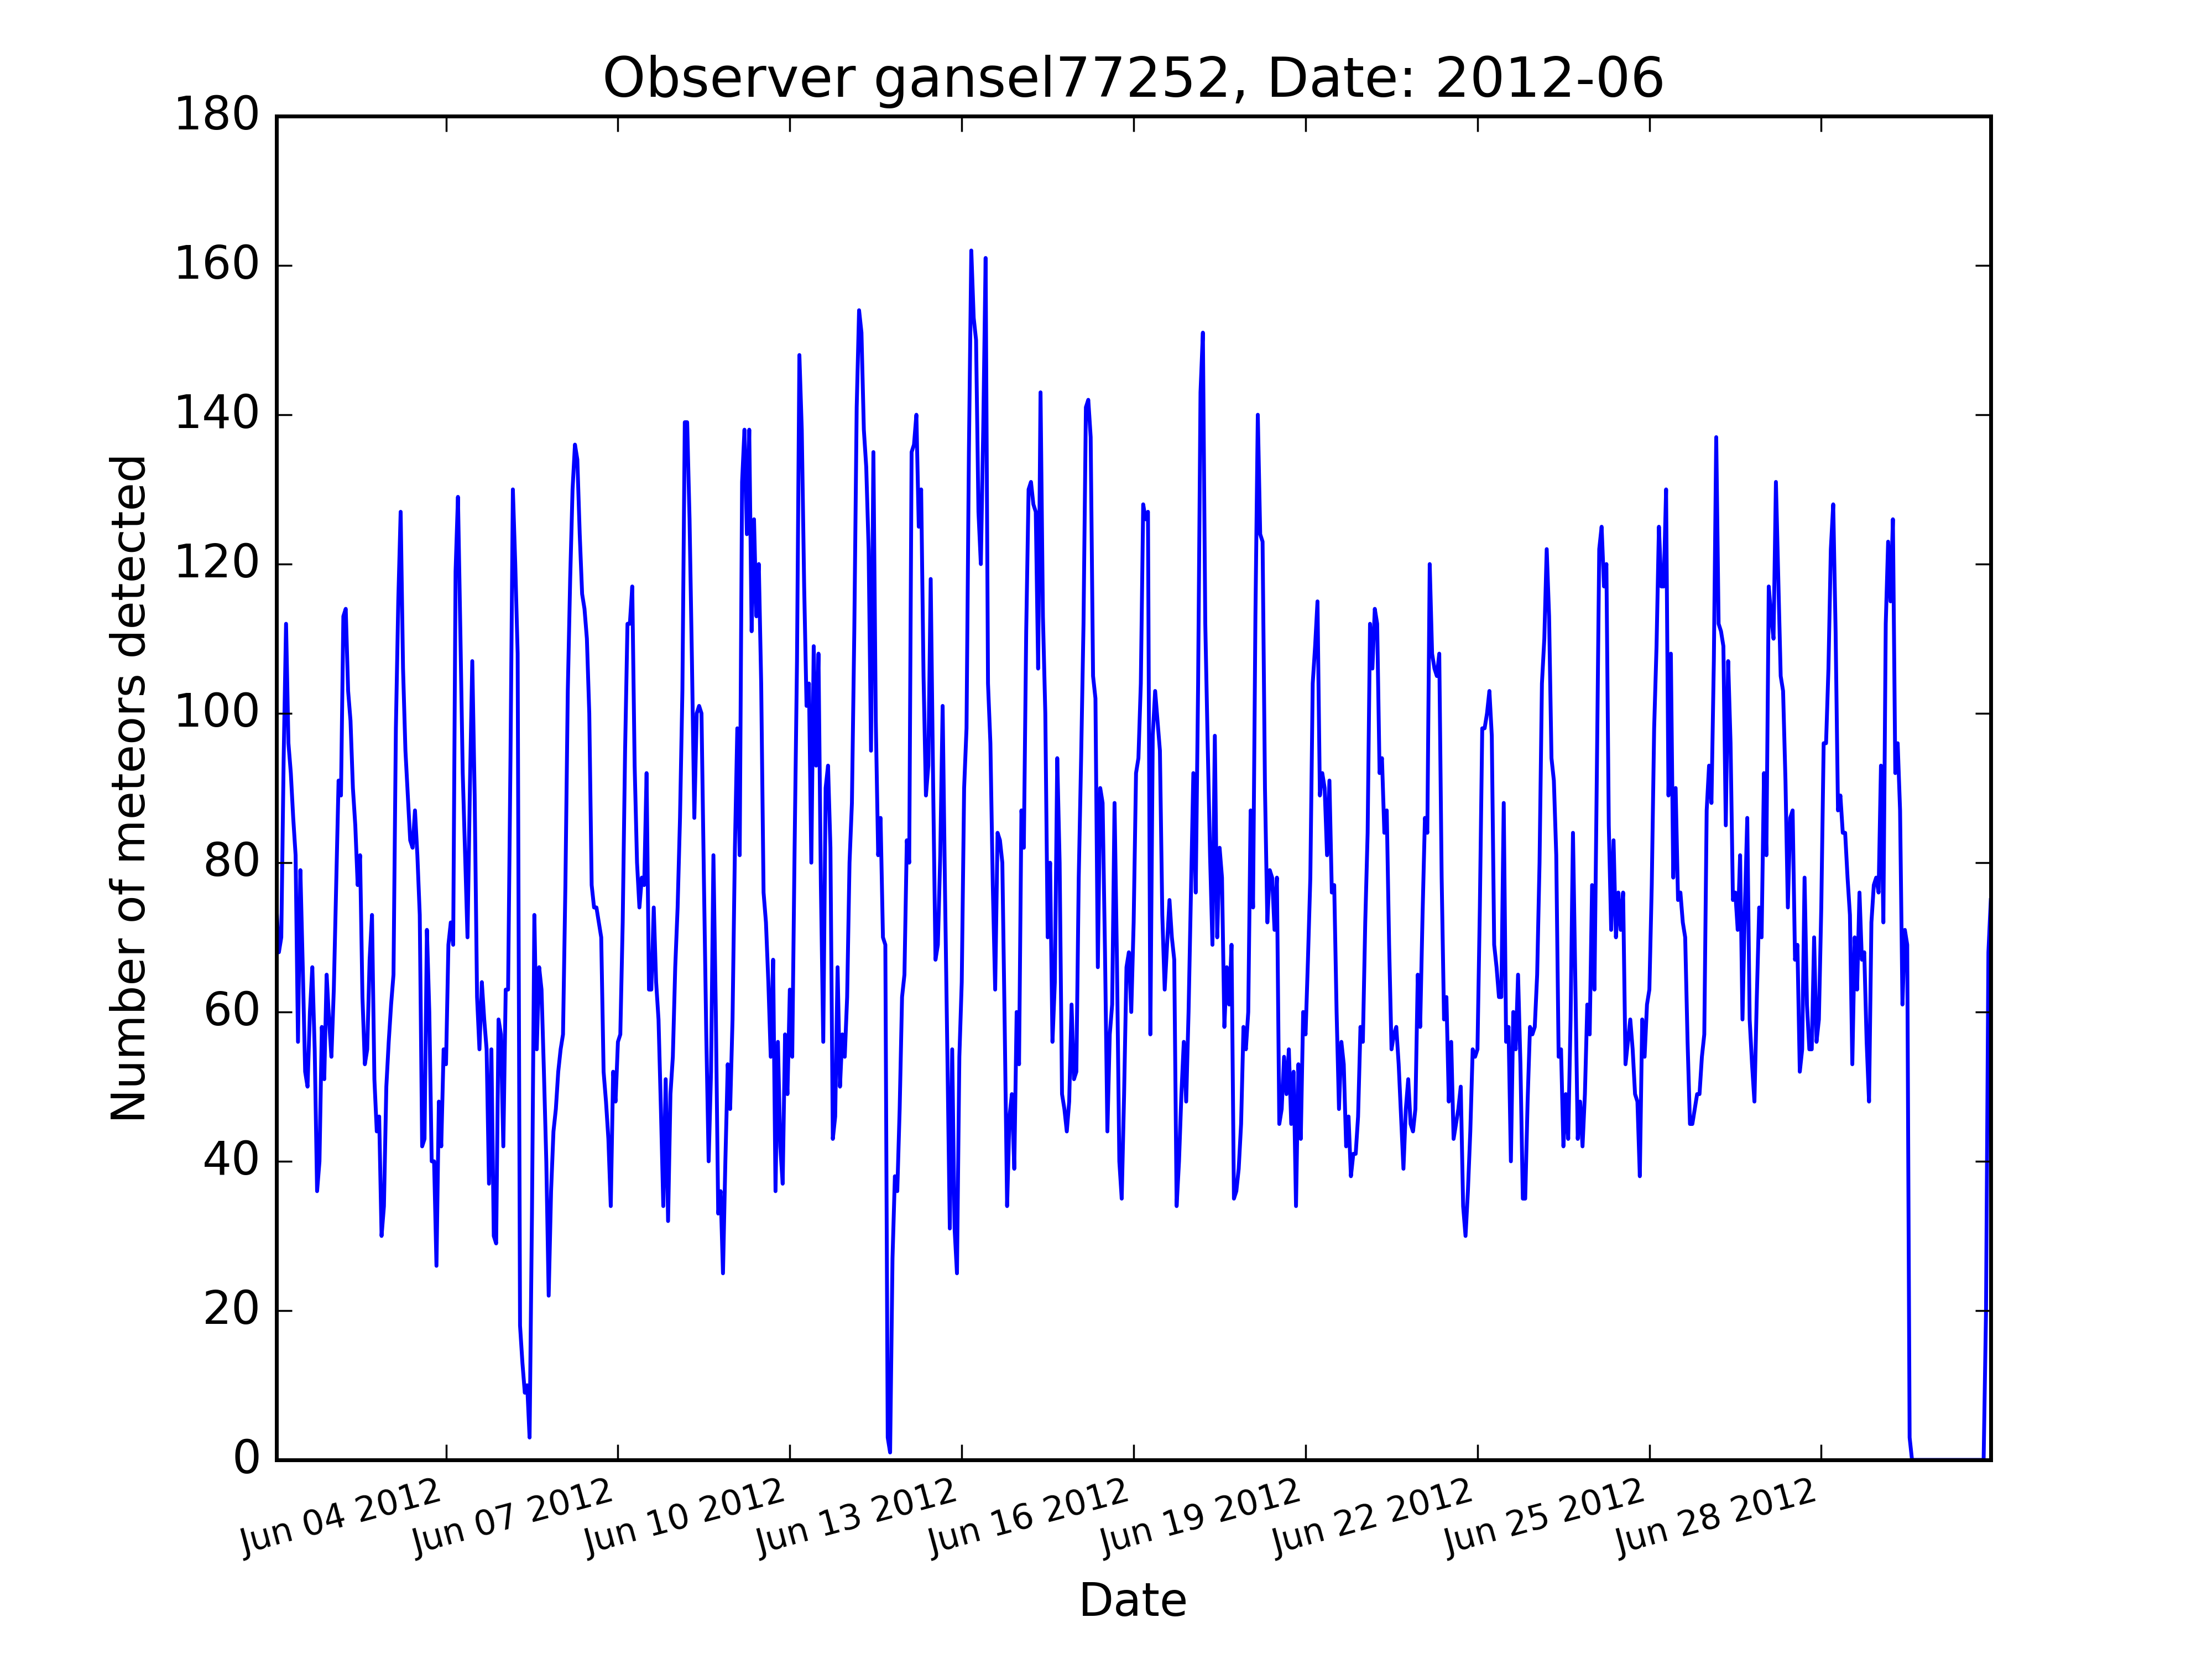 Observer gansel77252, Date: 2012-06
180
160
140
120
100
80
60
40
20
0
Number of meteors detected
Jun 04 2012
Jun 07 2012
Jun 10 2012
Jun 13 2012
Jun 16 2012
Jun 19 2012
Jun 22 2012
Jun 25 2012
Jun 28 2012
Date